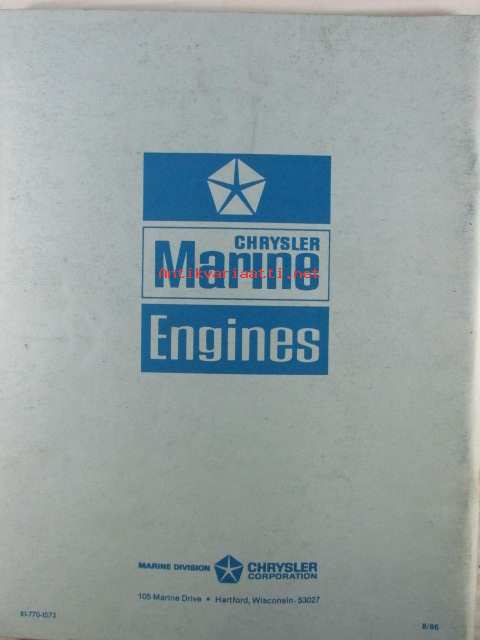 CHRYSLER
Marine
Antikvariaatti.net
Engines
MARINE DIVISION CHRYSLER
CORPORATION
105 Marine Drive • Hartford, Wisconsin 53027
81-770-1573
8/86